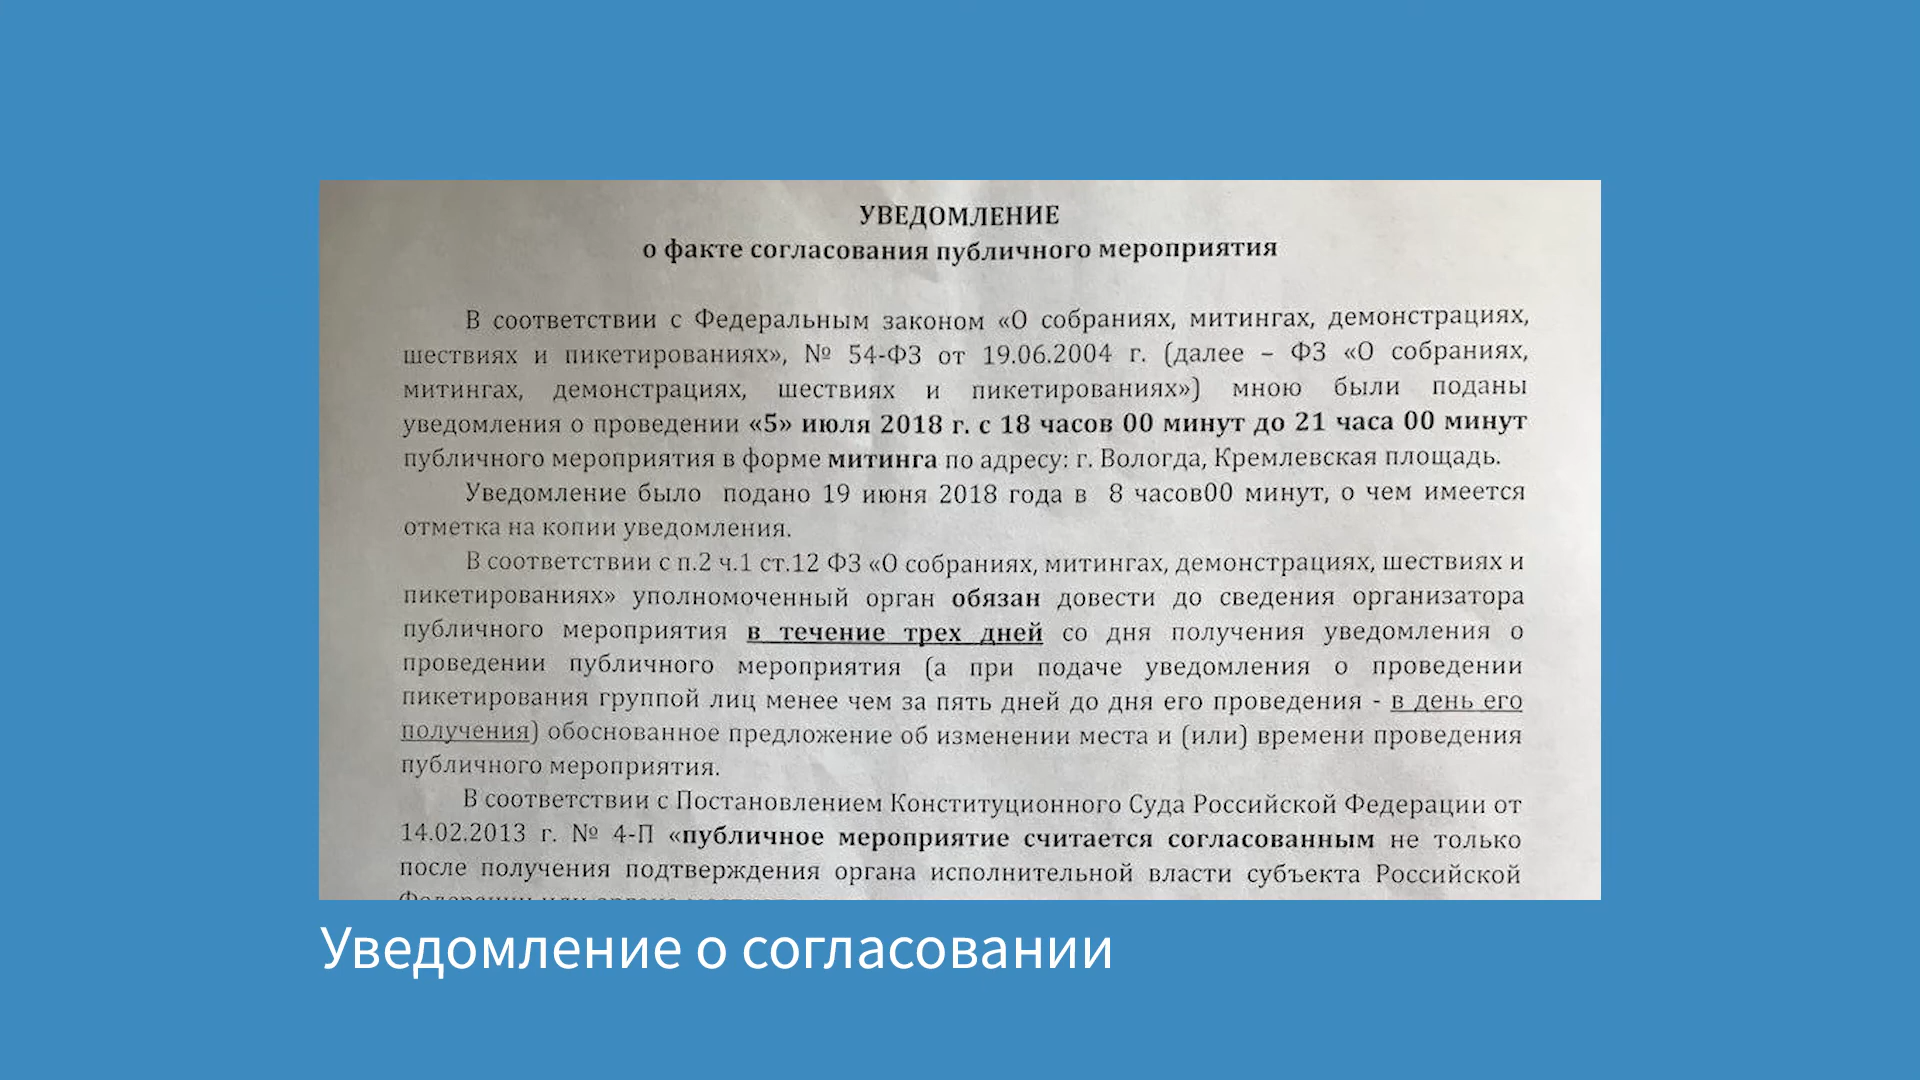 УВЕДОМЛЕНИЕ
о факте согласования публичного мероприятия
В соответствии с Федеральным законом «О собраниях, митингах, демонстрациях,
шествиях и пикетированиях», № 54-ФЗ от 19.06.2004 г. (далее – ФЗ «О собраниях,
митингах, демонстрациях, шествиях и пикетированиях») мною были поданы
уведомления о проведении «5» июля 2018 г. с 18 часов 00 минут до 21 часа 00 минут
публичного мероприятия в форме митинга по адресу: г. Вологда, Кремлевская площадь.
Уведомление было подано 19 июня 2018 года в 8 часов00 минут, о чем имеется
отметка на копии уведомления.
В соответствии с п.2 ч.1 ст.12 ФЗ «О собраниях, митингах, демонстрациях, шествиях и
пикетированиях» уполномоченный орган обязан довести до сведения организатора
публичного мероприятия в течение трех дней со дня получения уведомления о
проведении публичного мероприятия (а при подаче уведомления о проведении
пикетирования группой лиц менее чем за пять дней до дня его проведения - в день его
получения) обоснованное предложение об изменении места и (или) времени проведения
публичного мероприятия.
В соответствии с Постановлением Конституционного Суда Российской Федерации от
14.02.2013 г. № 4-П «публичное мероприятие считается согласованным не только
после получения подтверждения органа исполнительной власти субъекта Российской
Уведомление о согласовании